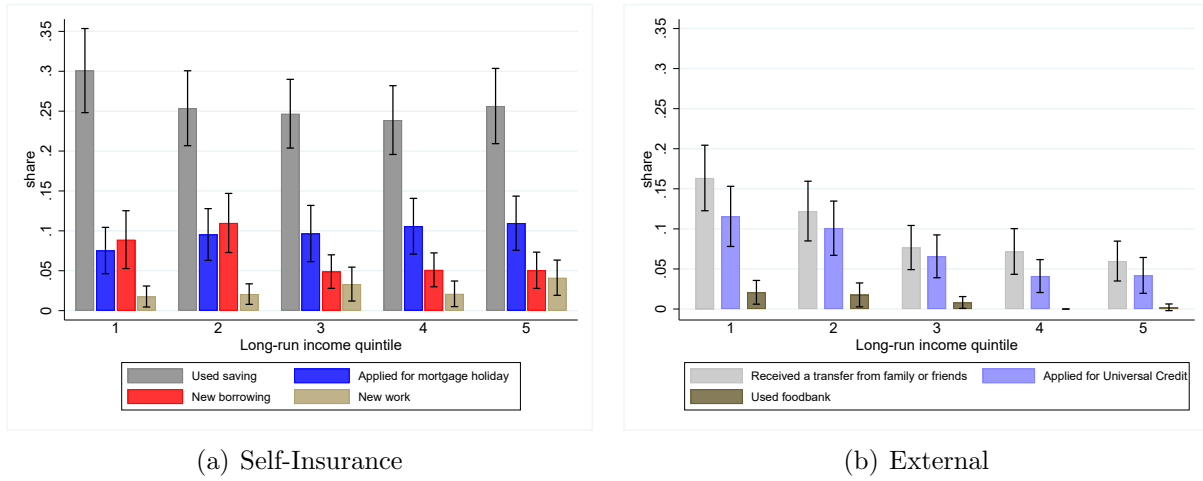 share
0 .05 .1 .15 .2 .25 .3 .35
1 2 3 4 5
Long-run income quintile
Used saving Applied for mortgage holiday
New borrowing New work
(a) Self-Insurance
share
0 .05 .1 .15 .2 .25 .3 .35
1 2 3 4 5
Long-run income quintile
Received a transfer from family or friends Applied for Universal Credit
Used foodbank
(b) External